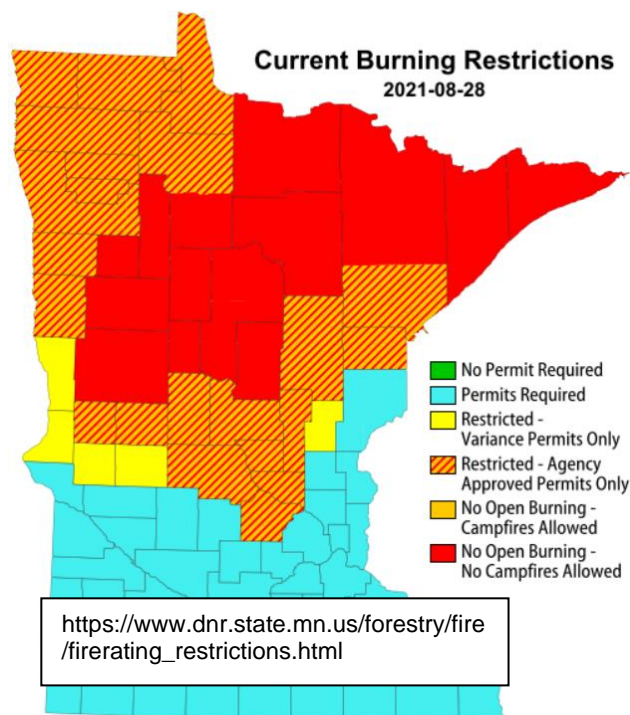 Current Burning Restrictions
2021-08-28
No Permit Required
Permits Required
Restricted -
Variance Permits Only
Restricted - Agency
Approved Permits Only
No Open Burning -
Campfires Allowed
No Open Burning -
No Campfires Allowed
https://www.dnr.state.mn.us/forestry/fire
/firerating_restrictions.html